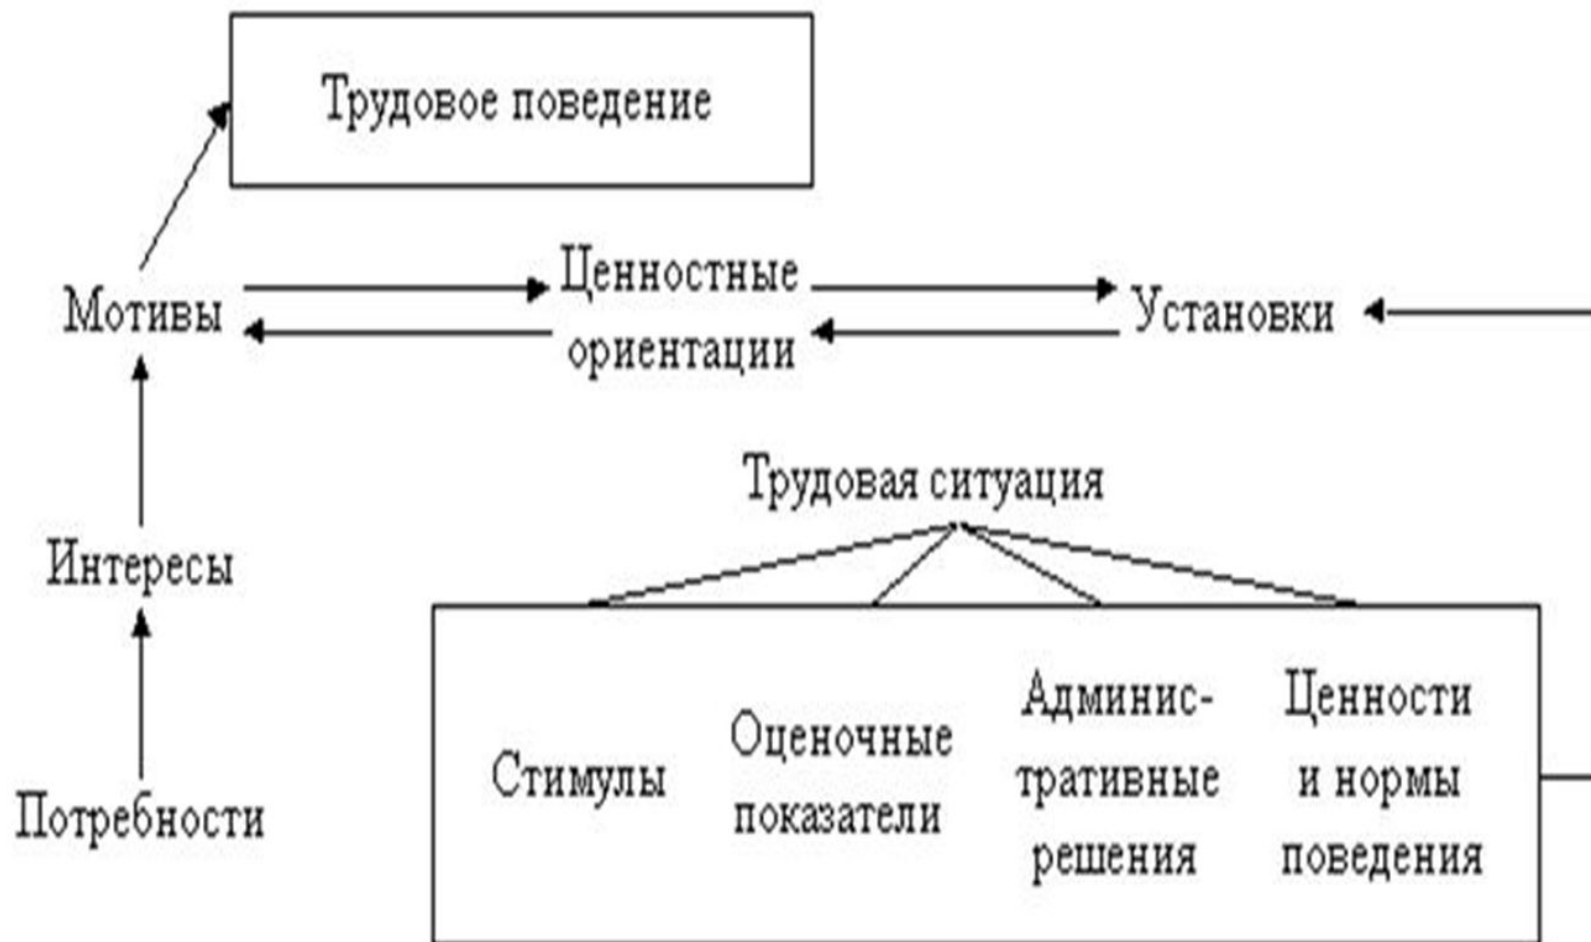 Трудовое поведение
Мотивы
Ценностные
ориентации
Установки
Трудовая ситуация
Интересы
Потребности
Стимулы
Оценочные
показатели
Админис-
тративные
решения
Ценности
и нормы
поведения